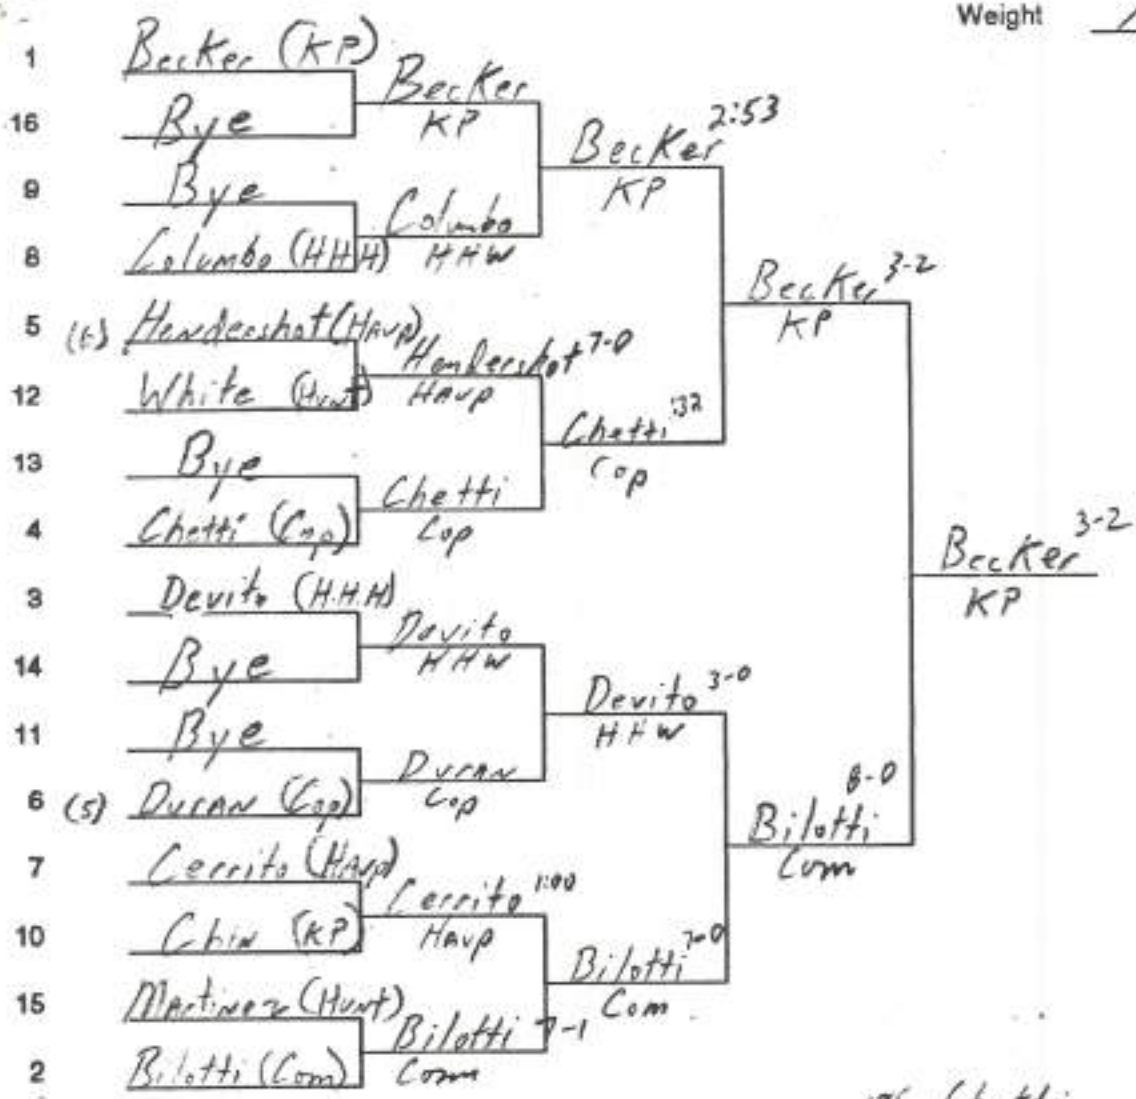 Weight
1 Becker (KP)
16 Bye
9 Bye
8 Columbo (HHH)
5 Hendershot (Haup)
12 White (Hunt)
13 Bye
4 Chetti (Cop)
3 Devito (H.H.H)
14 Bye
11 Bye
6 (5) Duran (Cop)
7 Cerrito (Haup)
10 Chin (KP)
15 Martinez (Hunt)
2 Bilotti (Com)
Becker
KP
Columbo
HHW
Hendershot 7-0
Haup
Chetti
Cop
Devito
HHW
Duran
Cop
Cerrito 1:00
Haup
Bilotti 7-1
Comm
Becker 2:53
KP
Chetti :32
Cop
Devito 3-0
HHW
Bilotti 7-0
Com
Becker 3-2
KP
Bilotti 8-0
Com
Becker 3-2
KP